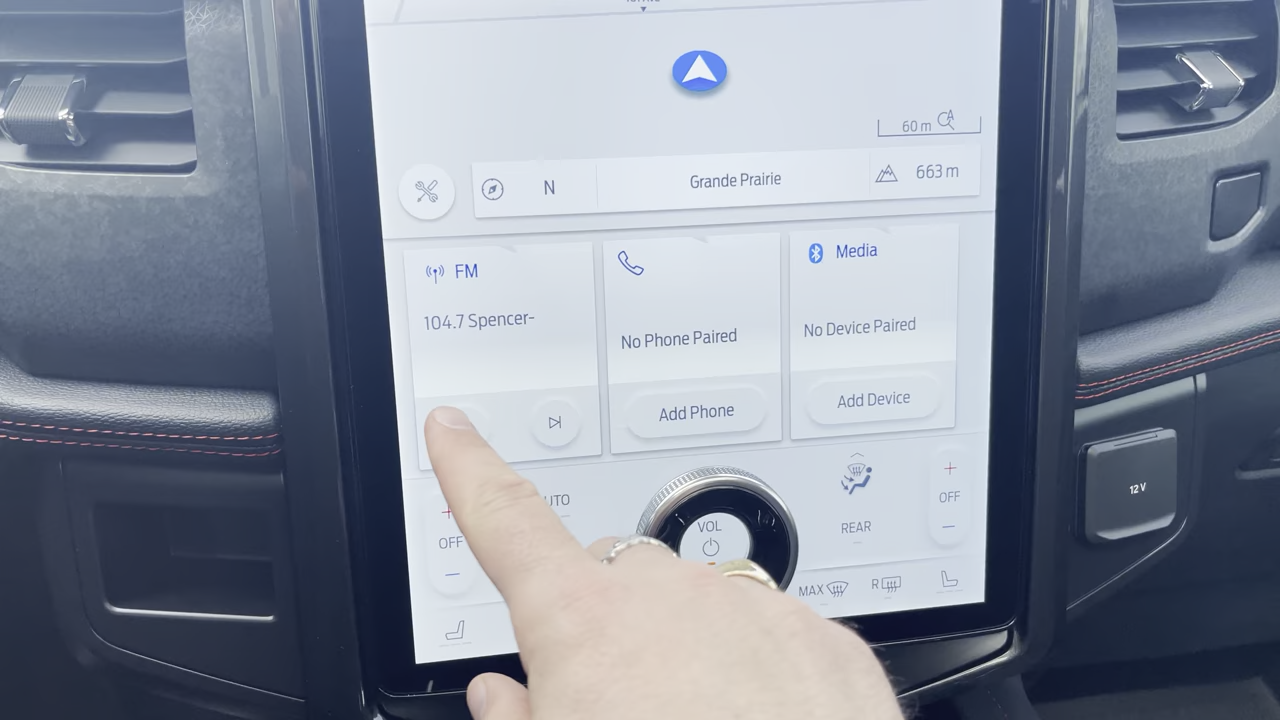 60 m
N
Grande Prairie
663 m
FM
104.7 Spencer-
No Phone Paired
Add Phone
Media
No Device Paired
Add Device
UTO
OFF
VOL
REAR
OFF
MAX
R
12 V